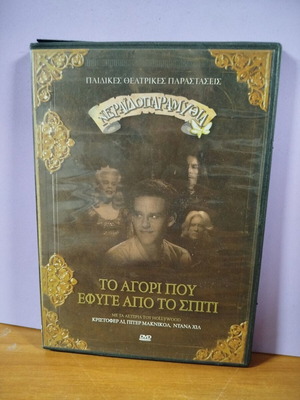 ΠΑΙΔΙΚΕΣ ΘΕΑΤΡΙΚΕΣ ΠΑΡΑΣΤΑΣΕΙΣ
ΝΕΡΑΪΔΟΠΑΡΑΜΥΘΙΑ
ΤΟ ΑΓΟΡΙ ΠΟΥ
ΕΦΥΓΕ ΑΠΟ ΤΟ ΣΠΙΤΙ
ΜΕ ΤΑ ΑΣΤΕΡΙΑ ΤΟΥ HOLLYWOOD
ΚΡΙΣΤΟΦΕΡ ΛΙ, ΠΙΤΕΡ ΜΑΚΝΙΚΟΛ, ΝΤΑΝΑ ΧΙΛ
DVD